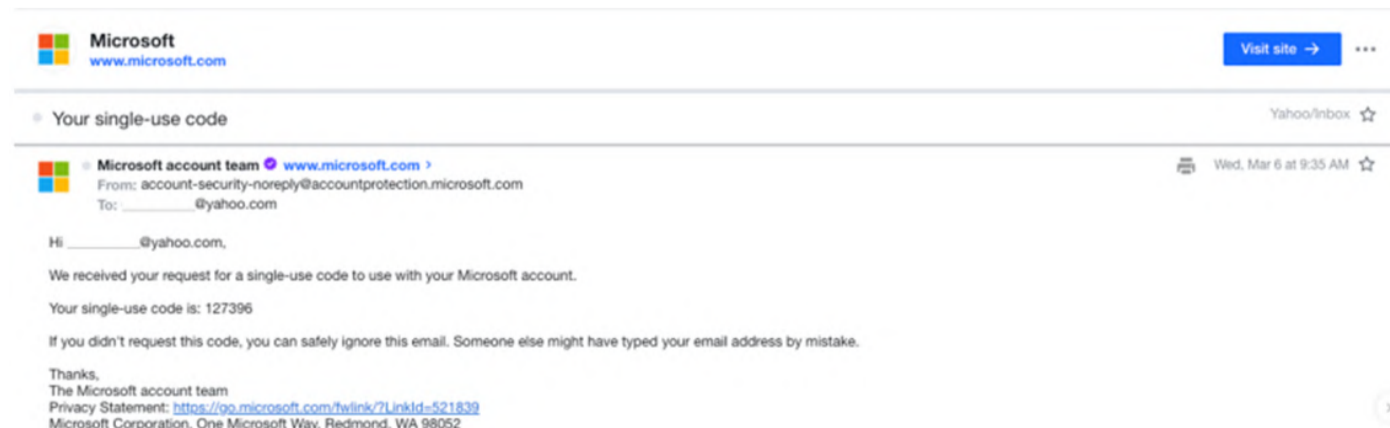 Microsoft
www.microsoft.com
Visit site →
Your single-use code
Yahoo/Inbox
Microsoft account team www.microsoft.com >
Wed, Mar 6 at 9:35 AM
From: account-security-noreply@accountprotection.microsoft.com
To: _________@yahoo.com
Hi _________@yahoo.com,
We received your request for a single-use code to use with your Microsoft account.
Your single-use code is: 127396
If you didn't request this code, you can safely ignore this email. Someone else might have typed your email address by mistake.
Thanks,
The Microsoft account team
Privacy Statement: https://go.microsoft.com/fwlink/?LinkId=521839
Microsoft Corporation, One Microsoft Way, Redmond, WA 98052